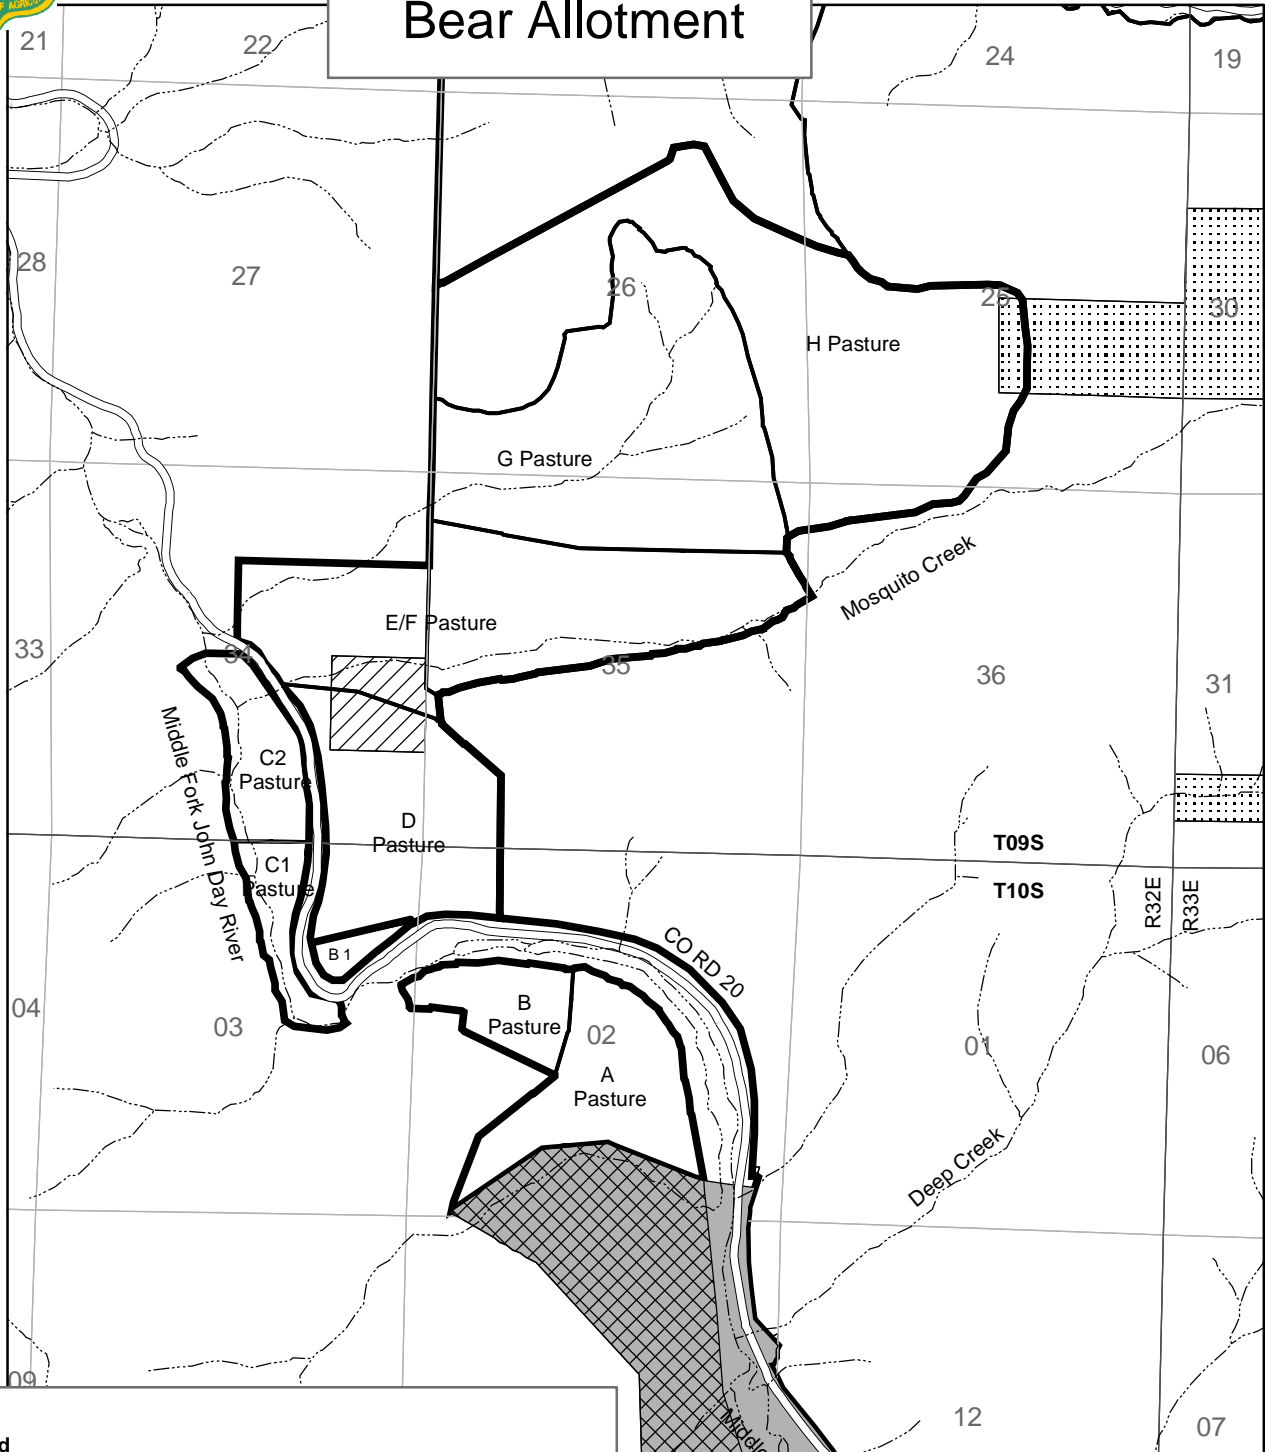 Bear Allotment
21
22
24
19
28
27
26
25
30
H Pasture
G Pasture
Mosquito Creek
E/F Pasture
33
34
35
36
31
Middle Fork John Day River
C2
Pasture
D
Pasture
C1
Pasture
T09S
T10S
R32E
R33E
B 1
CO RD 20
04
03
B
Pasture
02
01
06
A
Pasture
Deep Creek
09
12
07
Middle
d